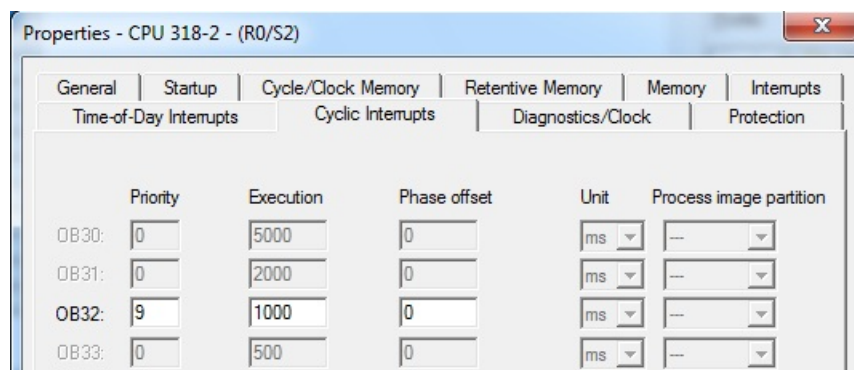 Properties - CPU 318-2 - (R0/S2)
General Startup Cycle/Clock Memory Retentive Memory Memory Interrupts
Time-of-Day Interrupts Cyclic Interrupts Diagnostics/Clock Protection
Priority Execution Phase offset Unit Process image partition
OB30: 0 5000 0 ms ---
OB31: 0 2000 0 ms ---
OB32: 9 1000 0 ms ---
OB33: 0 500 0 ms ---